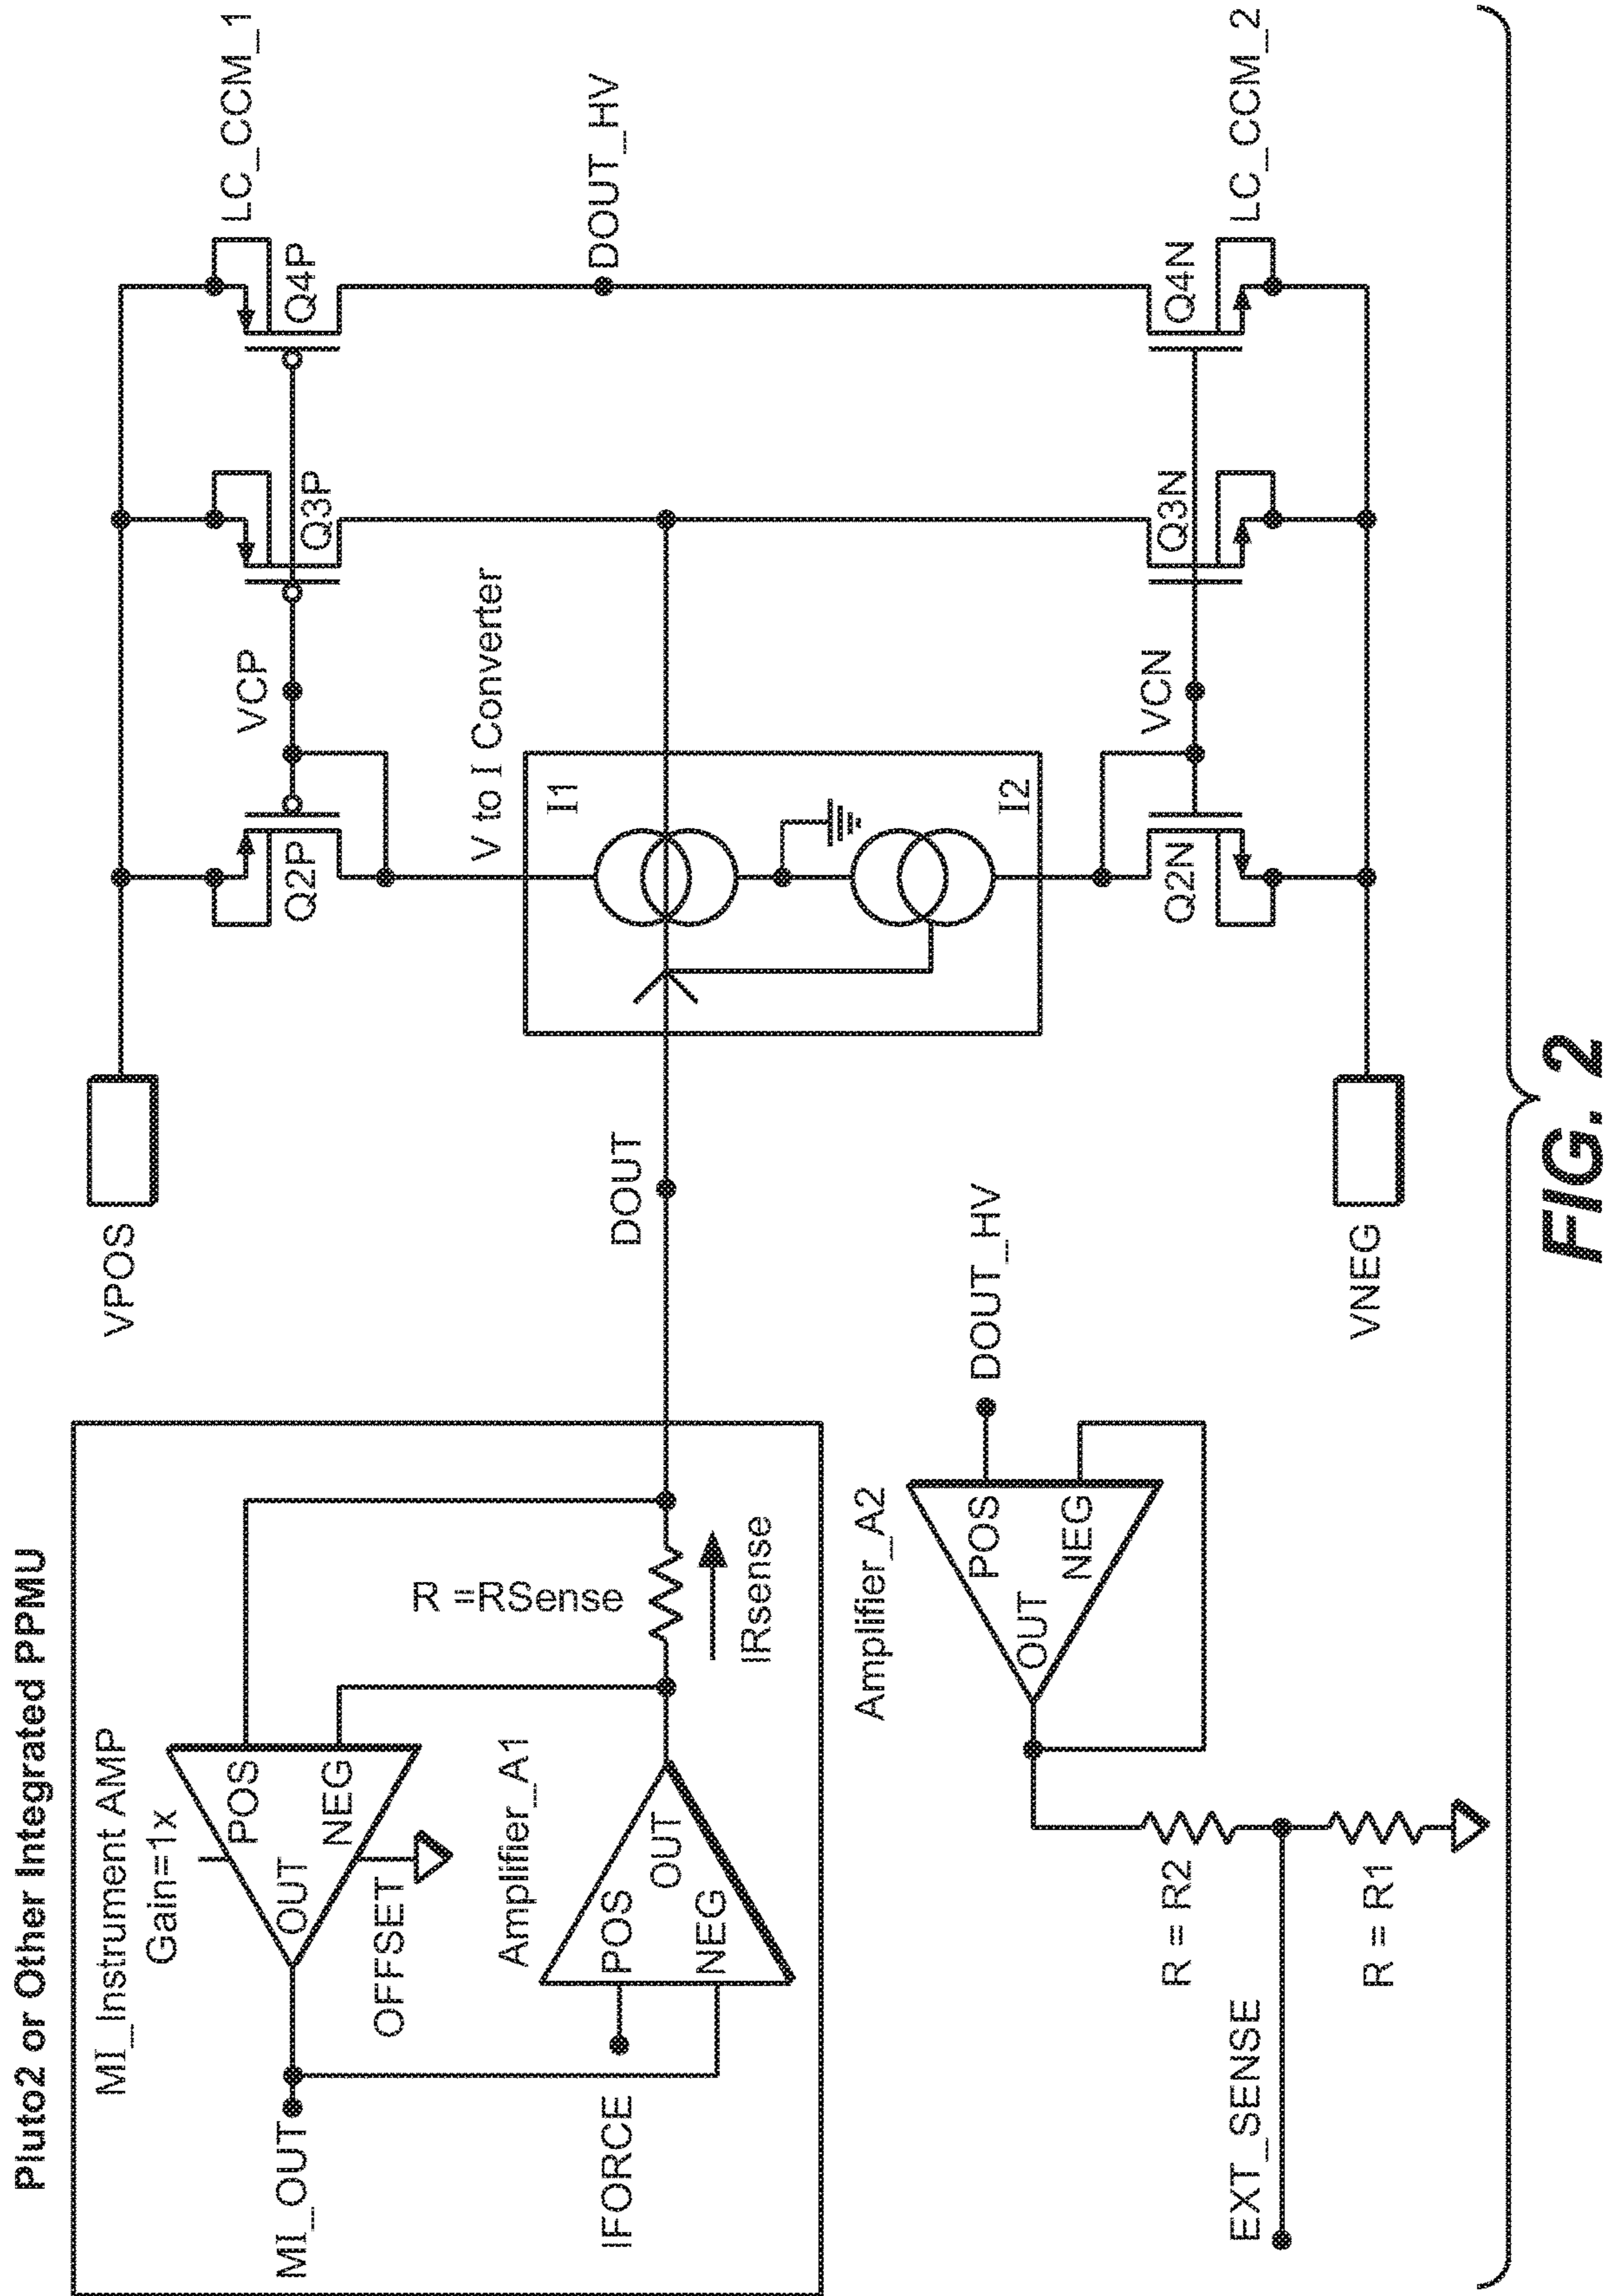 Pluto2 or Other Integrated PPMU
MI_Instrument AMP
Gain=1x
POS
NEG
OUT
OFFSET
MI_OUT
Amplifier_A1
POS
NEG
OUT
IFORCE
R =RSense
IRsense
DOUT
VPOS
VNEG
V to I Converter
I1
I2
VCP
VCN
Q2P
Q3P
Q4P
LC_CCM_1
DOUT_HV
Q2N
Q3N
Q4N
LC_CCM_2
Amplifier_A2
POS
NEG
OUT
DOUT_HV
R = R2
R = R1
EXT_SENSE
FIG. 2